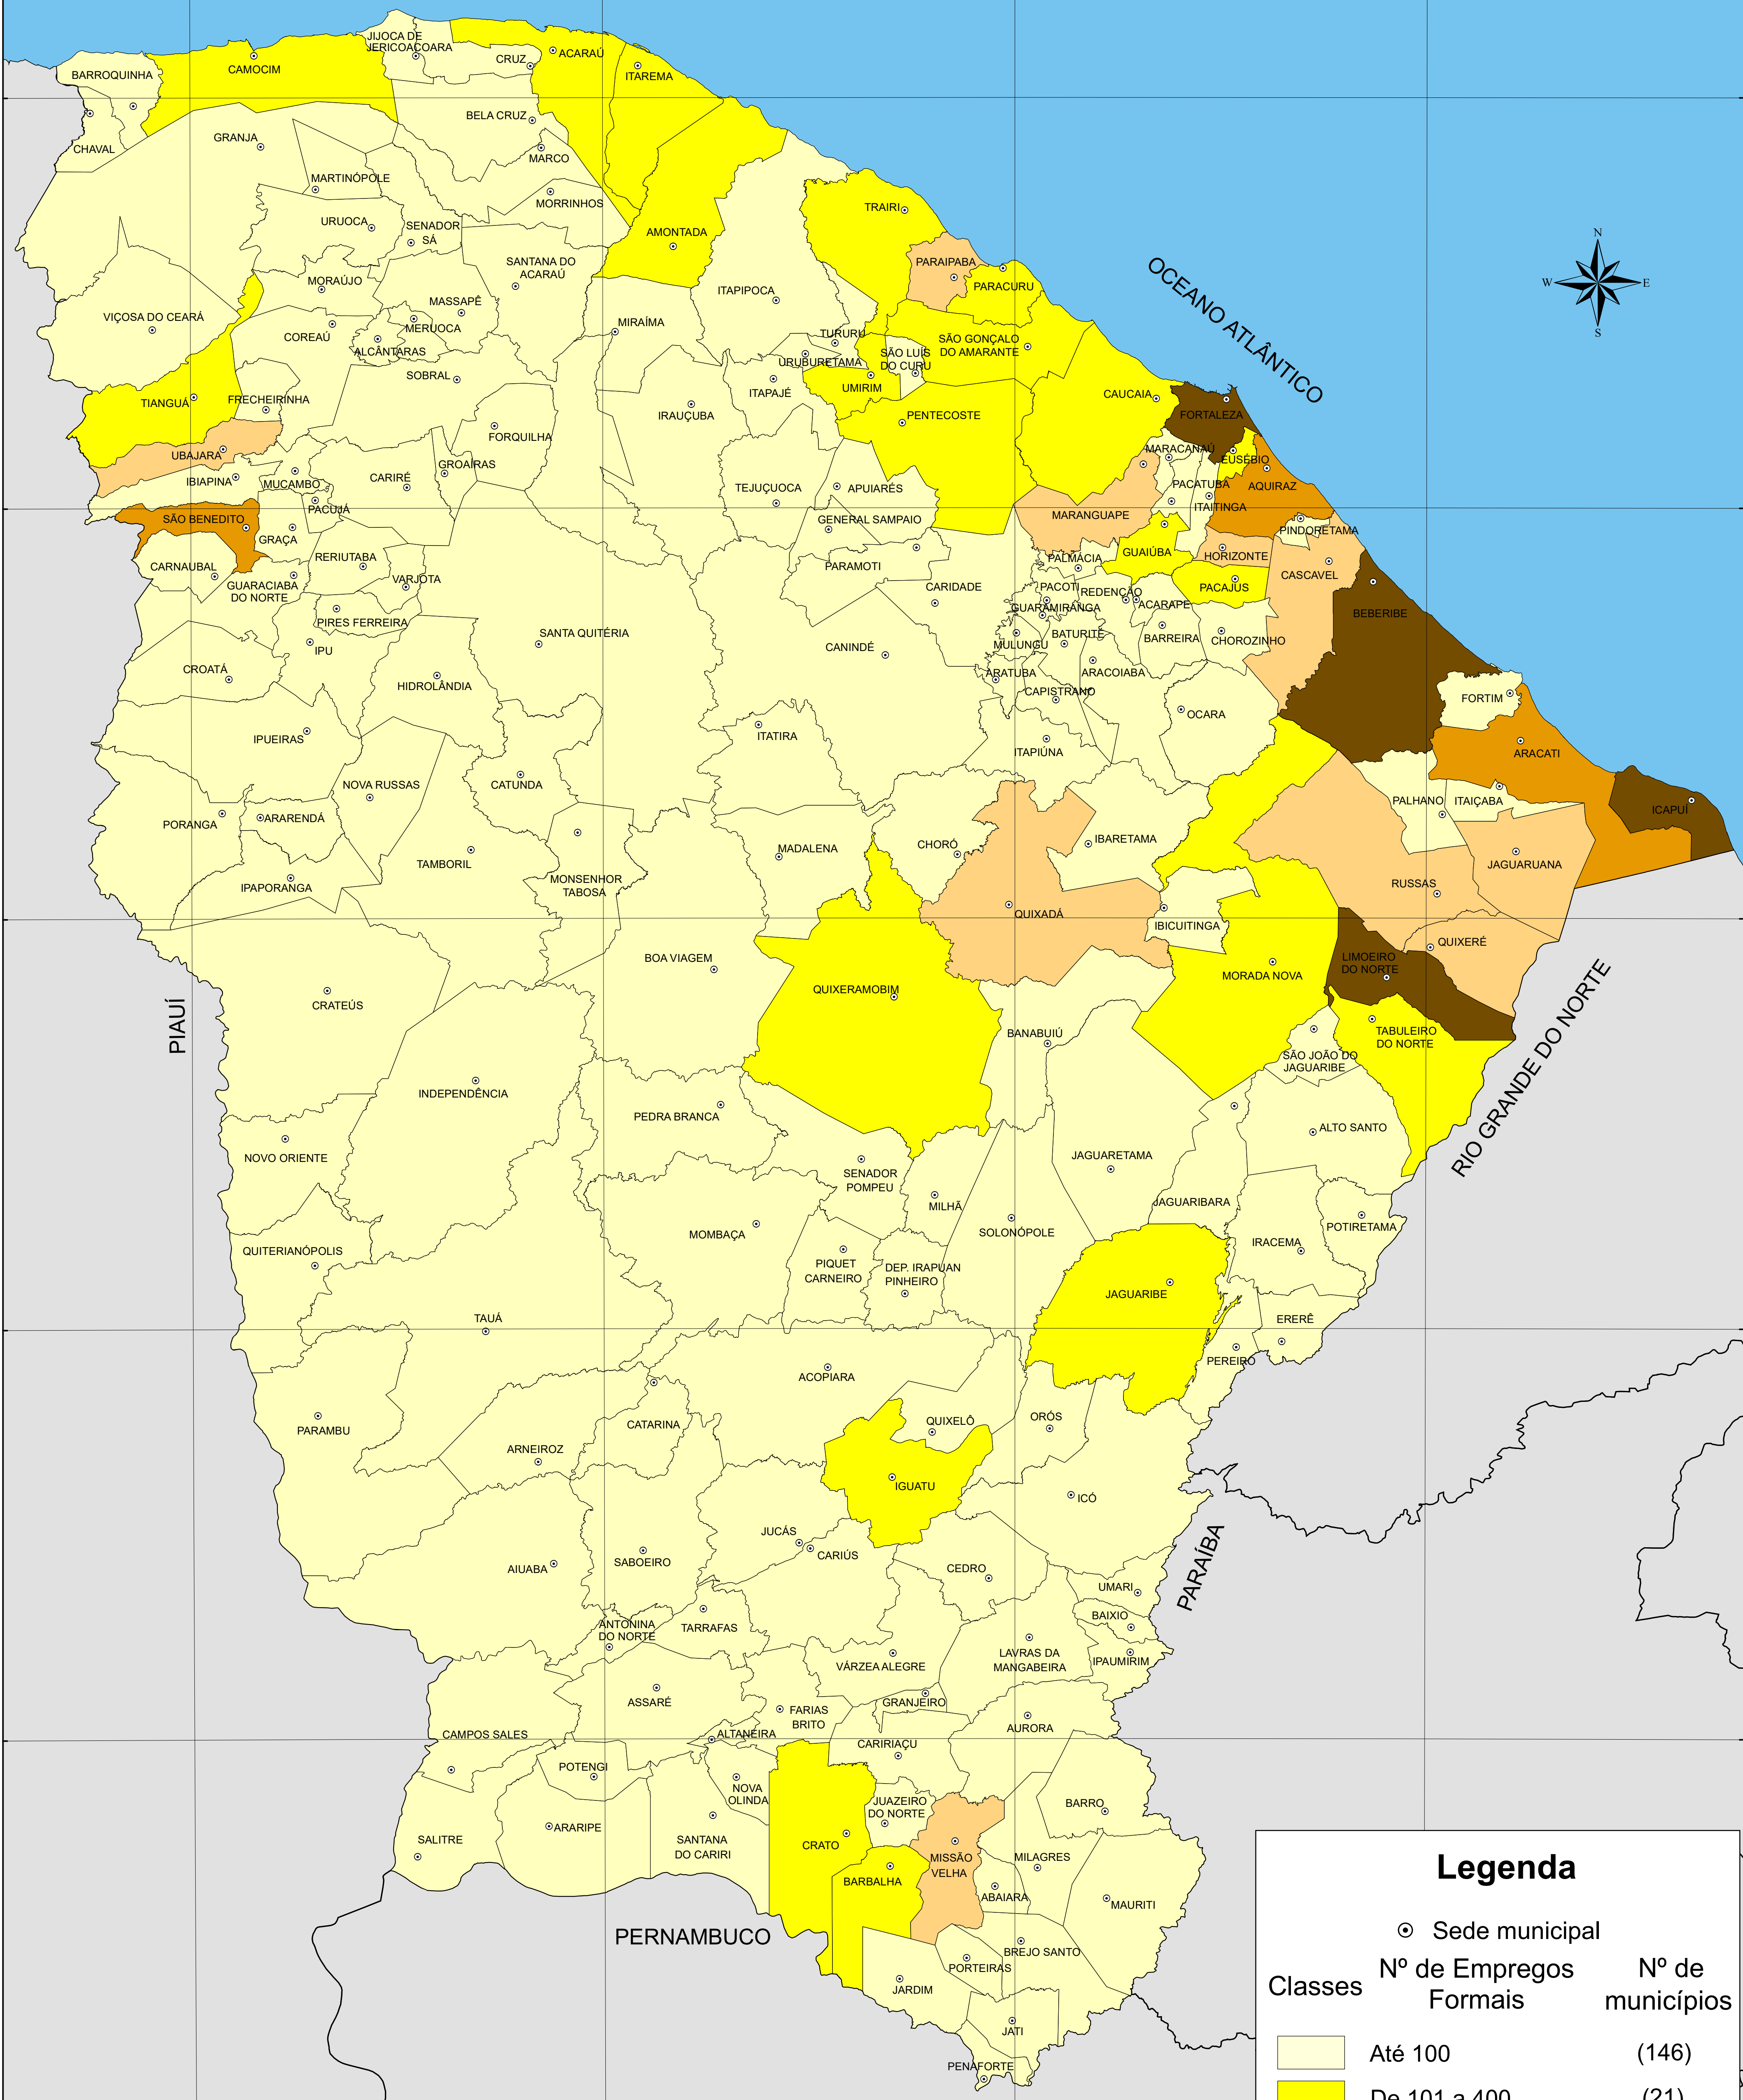 JIJOCA DE
JERICOACOARA
CRUZ
ACARAÚ
ITAREMA
BARROQUINHA
CAMOCIM
CHAVAL
GRANJA
BELA CRUZ
MARCO
MARTINÓPOLE
MORRINHOS
URUOCA
SENADOR
SÁ
AMONTADA
TRAIRI
SANTANA DO
ACARAÚ
PARAIPABA
PARACURU
MORAÚJO
ITAPIPOCA
MASSAPÊ
VIÇOSA DO CEARÁ
MERUOCA
MIRAÍMA
COREAÚ
ALCÂNTARAS
TURURU
URUBURETAMA
SÃO LUIS
DO CURU
SÃO GONÇALO
DO AMARANTE
SOBRAL
UMIRIM
ITAPAJÉ
TIANGUÁ
FRECHEIRINHA
IRAUÇUBA
PENTECOSTE
CAUCAIA
FORTALEZA
FORQUILHA
UBAJARA
MARACANAÚ
EUSÉBIO
GROAÍRAS
IBIAPINA
MUCAMBO
CARIRÉ
TEJUÇUOCA
APUIARÉS
PACATUBA
AQUIRAZ
ITAITINGA
PACUJÁ
SÃO BENEDITO
GENERAL SAMPAIO
MARANGUAPE
PINDORETAMA
GRAÇA
RERIUTABA
CARNAUBAL
PARAMOTI
PALMÁCIA
GUAIÚBA
HORIZONTE
CASCAVEL
GUARACIABA
DO NORTE
VARJOTA
CARIDADE
PACOTI
REDENÇÃO
PACAJUS
GUARAMIRANGA
ACARAPE
BEBERIBE
PIRES FERREIRA
SANTA QUITÉRIA
CANINDÉ
MULUNGU
BATURITÉ
BARREIRA
CHOROZINHO
IPU
CROATÁ
HIDROLÂNDIA
ARATUBA
ARACOIABA
CAPISTRANO
FORTIM
OCARA
IPUEIRAS
ITATIRA
ITAPIÚNA
ARACATI
NOVA RUSSAS
CATUNDA
PALHANO
ITAIÇABA
ICAPUÍ
PORANGA
ARARENDÁ
MADALENA
CHORÓ
IBARETAMA
TAMBORIL
JAGUARUANA
IPAPORANGA
MONSENHOR
TABOSA
RUSSAS
QUIXADÁ
IBICUITINGA
QUIXERÉ
BOA VIAGEM
LIMOEIRO
DO NORTE
MORADA NOVA
QUIXERAMOBIM
CRATEÚS
BANABUIÚ
TABULEIRO
DO NORTE
SÃO JOÃO DO
JAGUARIBE
INDEPENDÊNCIA
PEDRA BRANCA
ALTO SANTO
NOVO ORIENTE
JAGUARETAMA
SENADOR
POMPEU
MILHÃ
JAGUARIBARA
SOLONÓPOLE
POTIRETAMA
IRACEMA
MOMBAÇA
QUITERIANÓPOLIS
PIQUET
CARNEIRO
DEP. IRAPUAN
PINHEIRO
JAGUARIBE
TAUÁ
ERERÊ
PEREIRO
ACOPIARA
PARAMBU
CATARINA
QUIXELÔ
ORÓS
ARNEIROZ
IGUATU
ICÓ
JUCÁS
CARIÚS
SABOEIRO
AIUABA
CEDRO
UMARI
BAIXIO
ANTONINA
DO NORTE
TARRAFAS
LAVRAS DA
MANGABEIRA
IPAUMIRIM
VÁRZEA ALEGRE
ASSARÉ
GRANJEIRO
FARIAS
BRITO
AURORA
CAMPOS SALES
ALTANEIRA
CARIRIAÇU
POTENGI
NOVA
OLINDA
JUAZEIRO
DO NORTE
BARRO
ARARIPE
SALITRE
SANTANA
DO CARIRI
CRATO
MISSÃO
VELHA
MILAGRES
BARBALHA
ABAIARA
MAURITI
BREJO SANTO
PORTEIRAS
JARDIM
JATI
PENAFORTE
OCEANO ATLÂNTICO
N
W
E
S
PIAUÍ
RIO GRANDE DO NORTE
PARAÍBA
PERNAMBUCO
Legenda
Sede municipal
Classes
Nº de Empregos
Formais
Nº de
municípios
Até 100 (146)
De 101 a 400 (21)